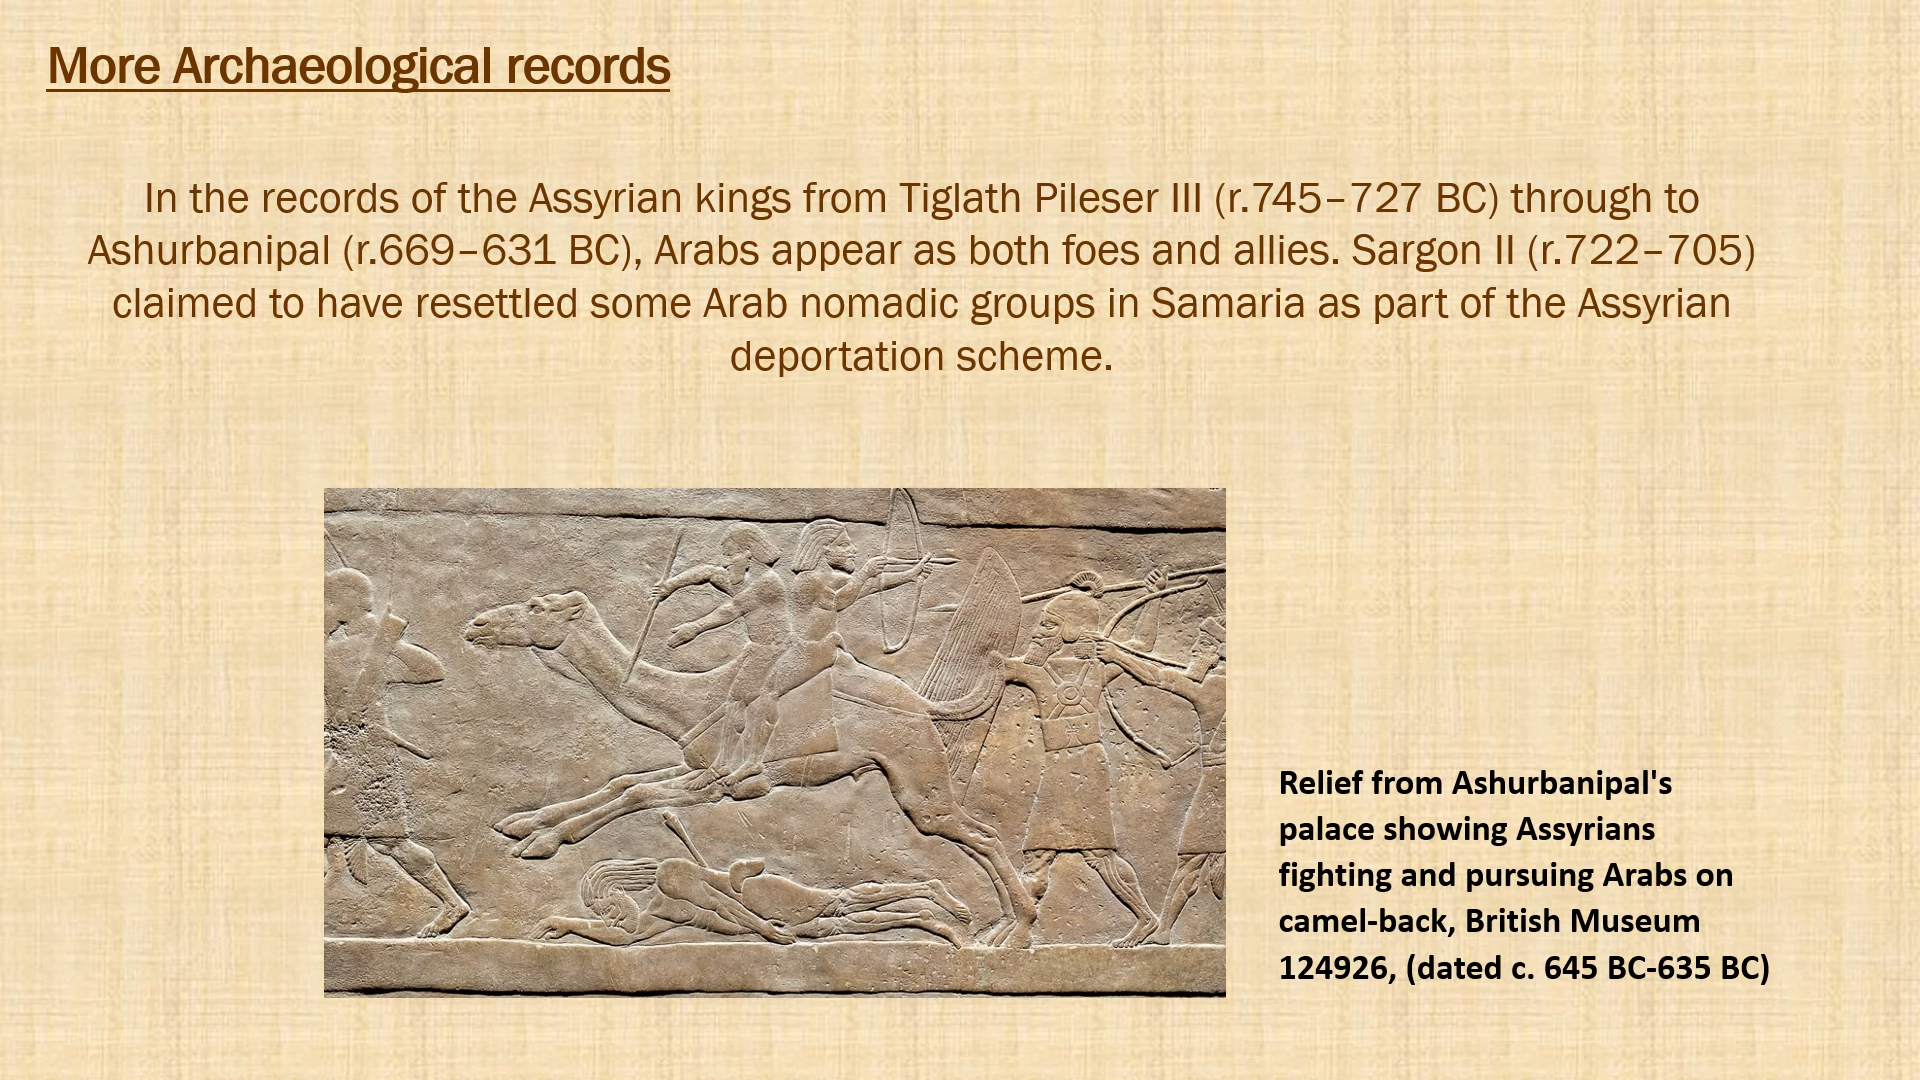 More Archaeological records
In the records of the Assyrian kings from Tiglath Pileser III (r.745–727 BC) through to
Ashurbanipal (r.669–631 BC), Arabs appear as both foes and allies. Sargon II (r.722–705)
claimed to have resettled some Arab nomadic groups in Samaria as part of the Assyrian
deportation scheme.
Relief from Ashurbanipal's
palace showing Assyrians
fighting and pursuing Arabs on
camel-back, British Museum
124926, (dated c. 645 BC-635 BC)